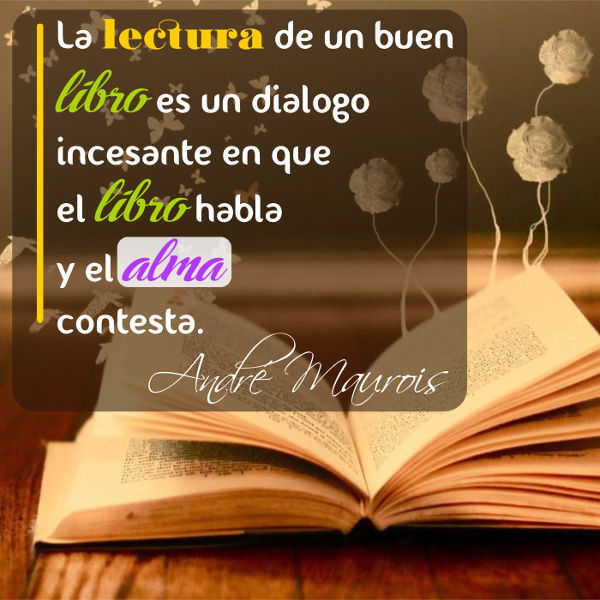 La lectura de un buen
libro es un dialogo
incesante en que
el libro habla
y el alma
contesta.
André Maurois